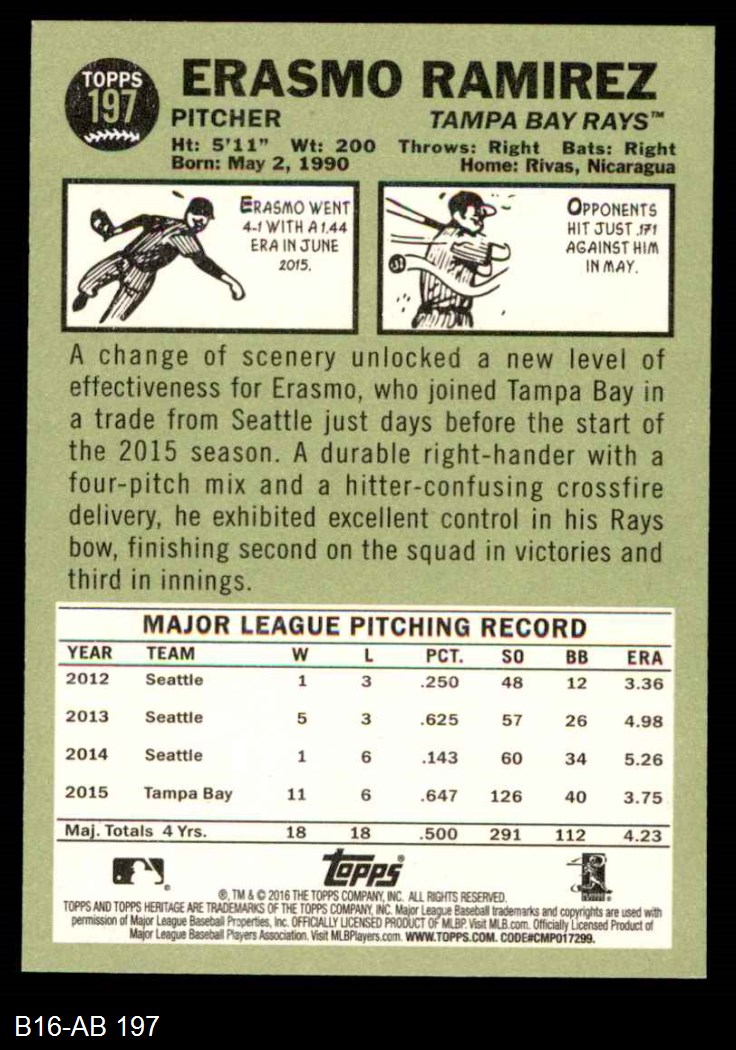 TOPPS
197
ERASMO RAMIREZ
PITCHER TAMPA BAY RAYS™
Ht: 5'11" Wt: 200 Throws: Right Bats: Right
Born: May 2, 1990 Home: Rivas, Nicaragua
ERASMO WENT
4-1 WITH A 1.44
ERA IN JUNE
2015.
OPPONENTS
HIT JUST .171
AGAINST HIM
IN MAY.
A change of scenery unlocked a new level of
effectiveness for Erasmo, who joined Tampa Bay in
a trade from Seattle just days before the start of
the 2015 season. A durable right-hander with a
four-pitch mix and a hitter-confusing crossfire
delivery, he exhibited excellent control in his Rays
bow, finishing second on the squad in victories and
third in innings.
MAJOR LEAGUE PITCHING RECORD
YEAR TEAM W L PCT. SO BB ERA
2012 Seattle 1 3 .250 48 12 3.36
2013 Seattle 5 3 .625 57 26 4.98
2014 Seattle 1 6 .143 60 34 5.26
2015 Tampa Bay 11 6 .647 126 40 3.75
Maj. Totals 4 Yrs. 18 18 .500 291 112 4.23
topps®
®, TM & © 2016 THE TOPPS COMPANY, INC. ALL RIGHTS RESERVED.
TOPPS AND TOPPS HERITAGE ARE TRADEMARKS OF THE TOPPS COMPANY, INC. Major League Baseball trademarks and copyrights are used with
permission of Major League Baseball Properties, Inc. OFFICIALLY LICENSED PRODUCT OF MLBP. Visit MLB.com. Officially Licensed Product of
Major League Baseball Players Association. Visit MLBPlayers.com. WWW.TOPPS.COM. CODE#CMP017299.
B16-AB 197